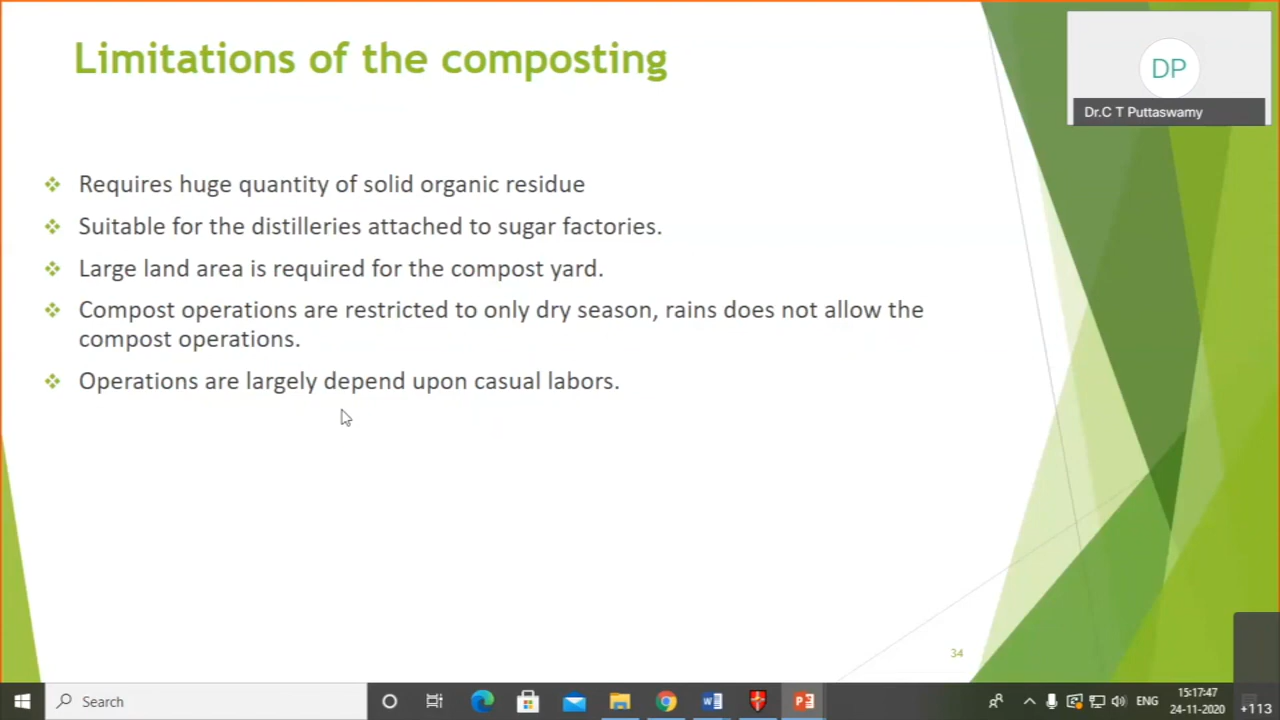 Limitations of the composting
DP
Dr.C T Puttaswamy
Requires huge quantity of solid organic residue
Suitable for the distilleries attached to sugar factories.
Large land area is required for the compost yard.
Compost operations are restricted to only dry season, rains does not allow the
compost operations.
Operations are largely depend upon casual labors.
34
Search
ENG
15:17:47
24-11-2020
+113